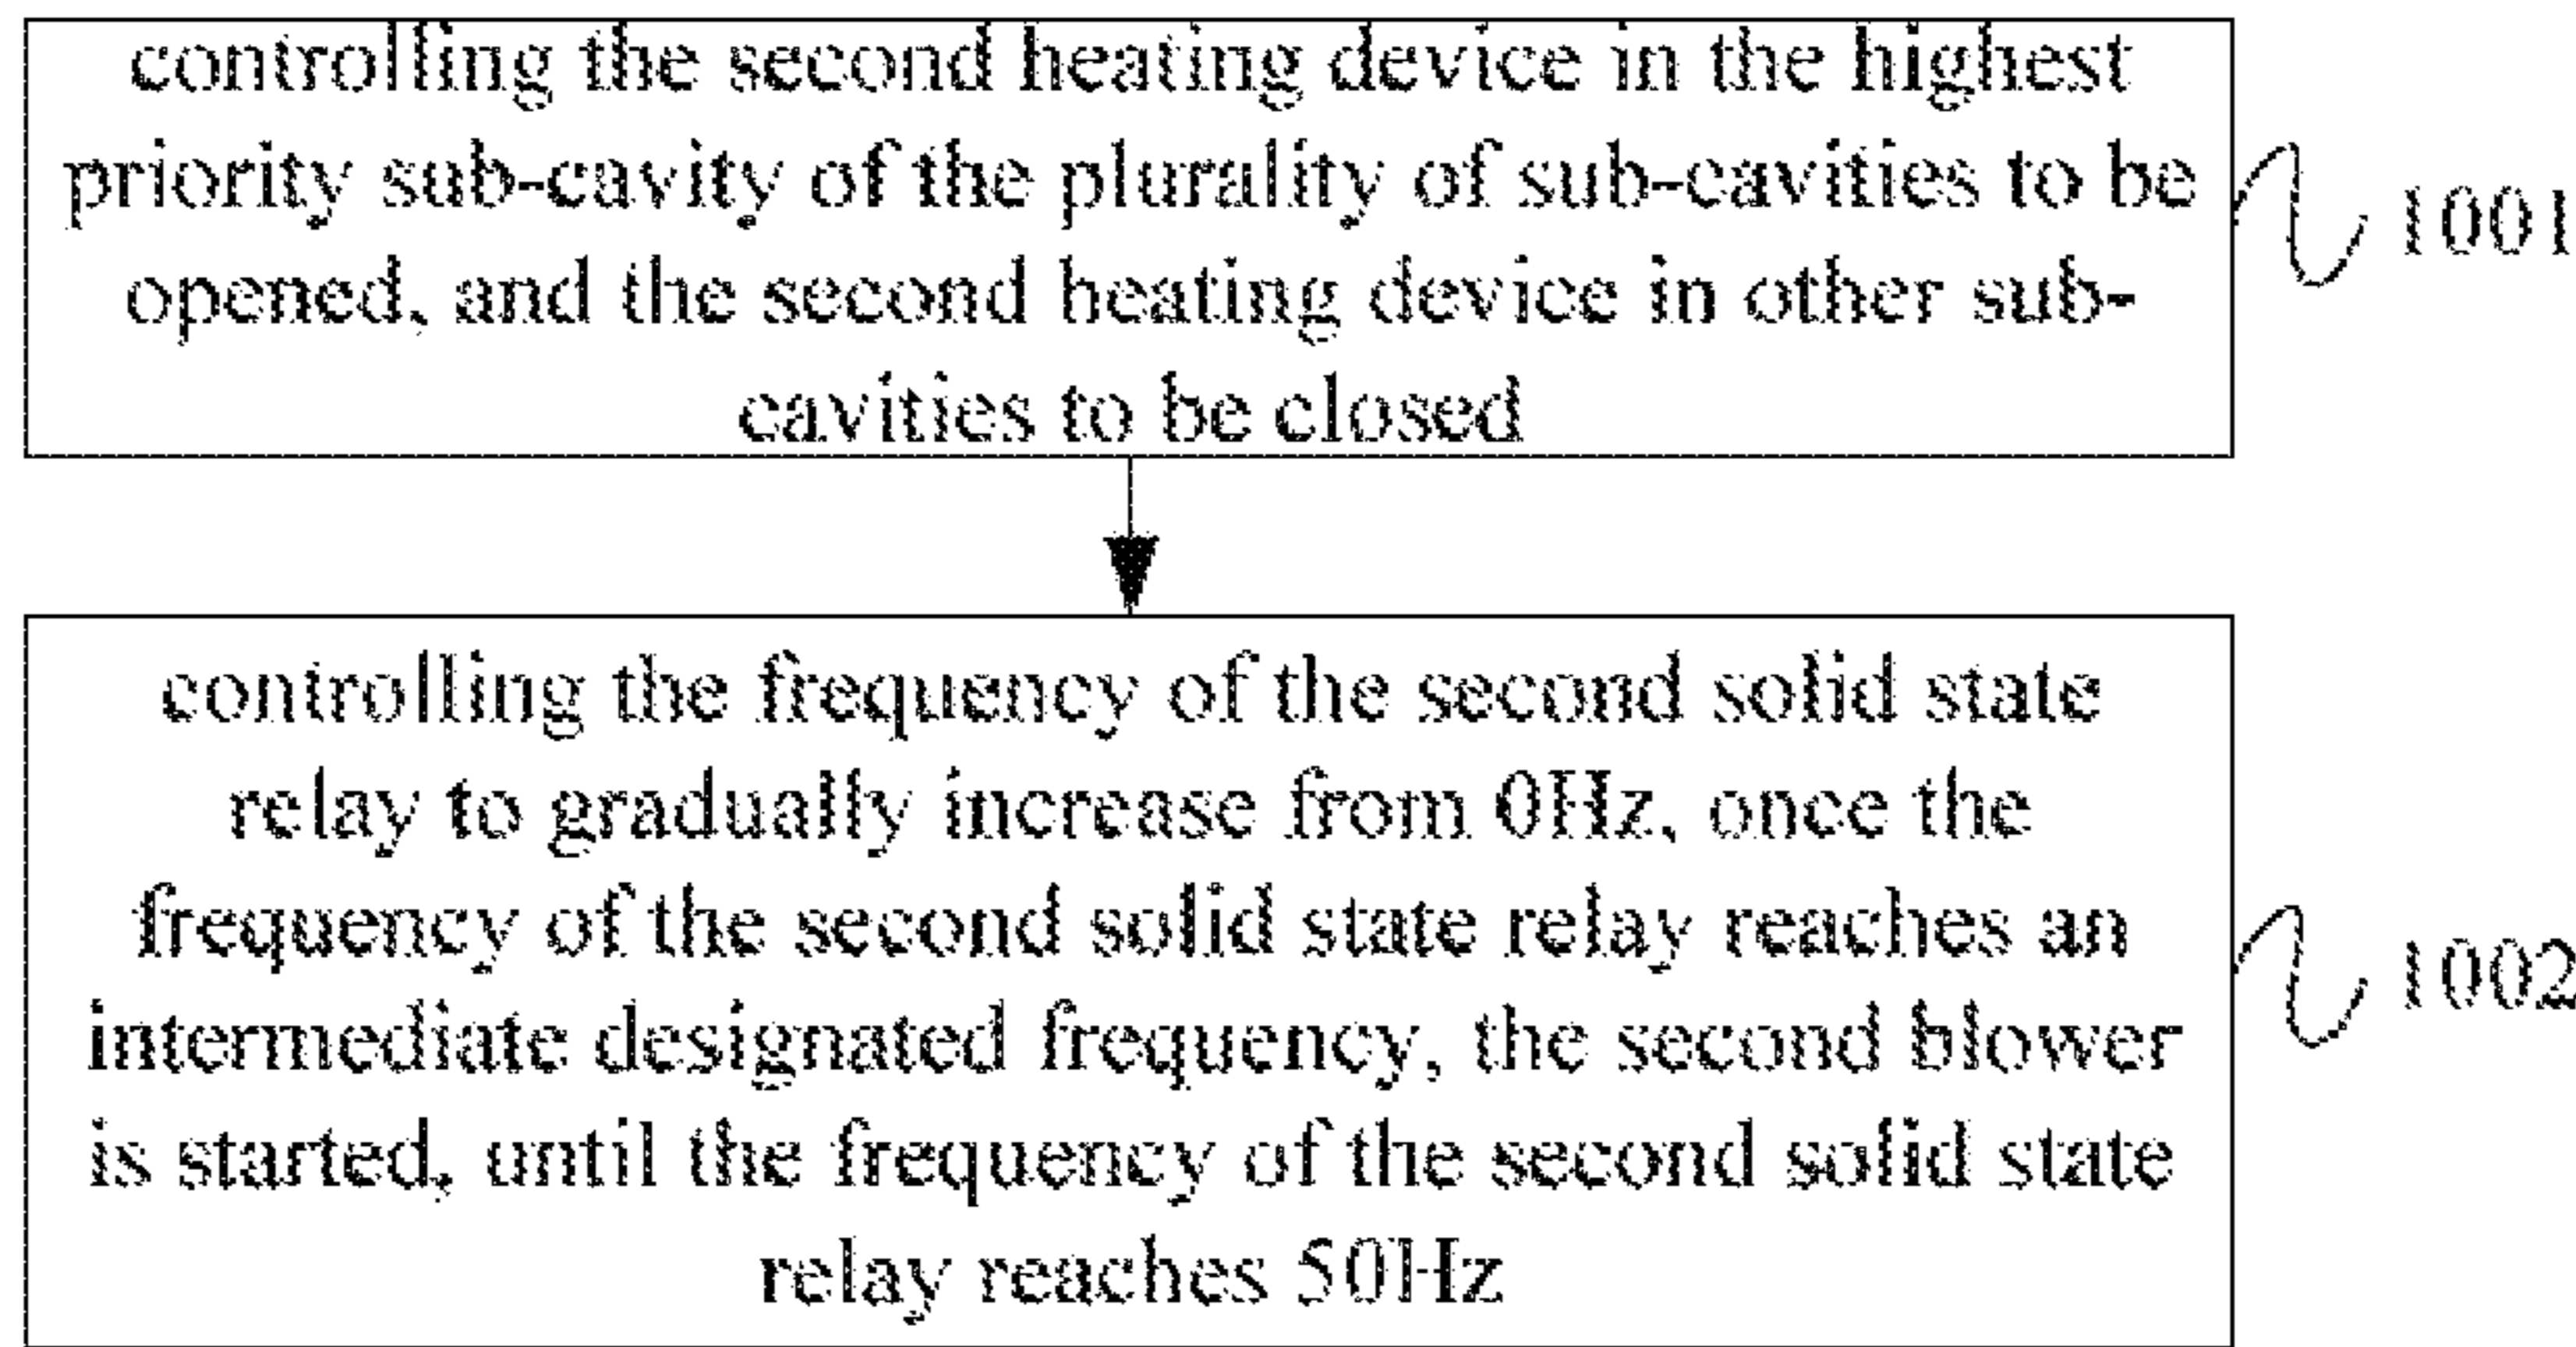 controlling the second heating device in the highest
priority sub-cavity of the plurality of sub-cavities to be
opened, and the second heating device in other sub-
cavities to be closed
1001
controlling the frequency of the second solid state
relay to gradually increase from 0Hz, once the
frequency of the second solid state relay reaches an
intermediate designated frequency, the second blower
is started, until the frequency of the second solid state
relay reaches 50Hz
1002